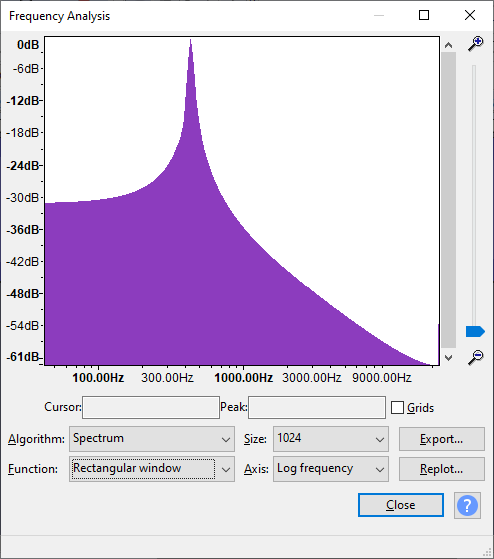 Frequency Analysis
0dB
-6dB
-12dB
-18dB
-24dB
-30dB
-36dB
-42dB
-48dB
-54dB
-61dB
100.00Hz 300.00Hz 1000.00Hz 3000.00Hz 9000.00Hz
Cursor: Peak: Grids
Algorithm: Spectrum Size: 1024 Export...
Function: Rectangular window Axis: Log frequency Replot...
Close ?